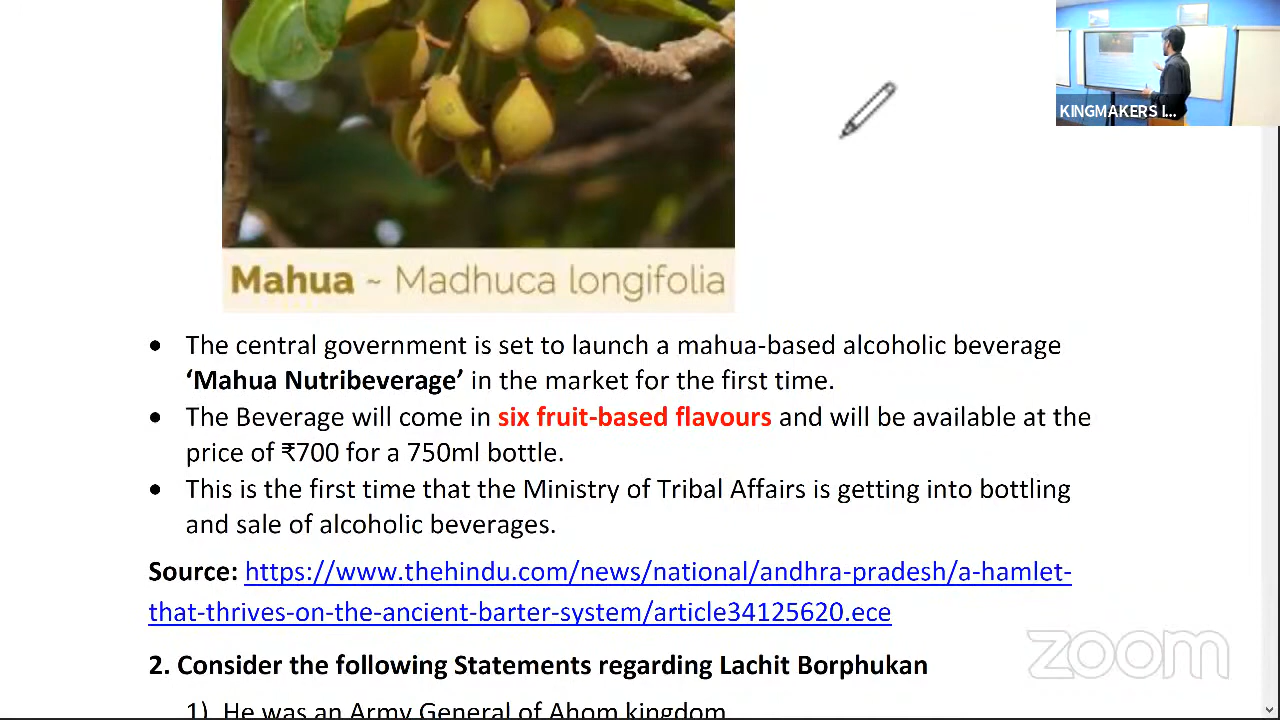 KINGMAKERS I...
Mahua ~ Madhuca longifolia
• The central government is set to launch a mahua-based alcoholic beverage
‘Mahua Nutribeverage’ in the market for the first time.
• The Beverage will come in six fruit-based flavours and will be available at the
price of ₹700 for a 750ml bottle.
• This is the first time that the Ministry of Tribal Affairs is getting into bottling
and sale of alcoholic beverages.
Source: https://www.thehindu.com/news/national/andhra-pradesh/a-hamlet-
that-thrives-on-the-ancient-barter-system/article34125620.ece
zoom
2. Consider the following Statements regarding Lachit Borphukan
1) He was an Army General of Ahom kingdom